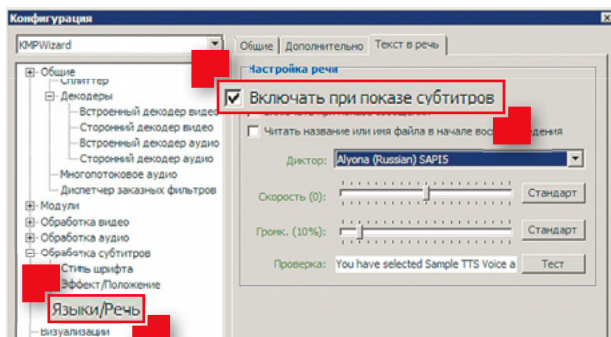 Конфигурация
KMPWizard
Общие
Дополнительно
Текст в речь
Общие
Сплиттер
Декодеры
Встроенный декодер видео
Сторонний декодер видео
Встроенный декодер аудио
Сторонний декодер аудио
Многопотоковое аудио
Диспетчер заказных фильтров
Модули
Обработка видео
Обработка аудио
Обработка субтитров
Стиль шрифта
Эффект/Положение
Языки/Речь
Визуализации
Настройка речи
Включать при показе субтитров
Читать название или имя файла в начале
Диктор: Alyona (Russian) SAPI5
Скорость (0): Стандарт
Громк. (10%): Стандарт
Проверка: You have selected Sample TTS Voice a Тест